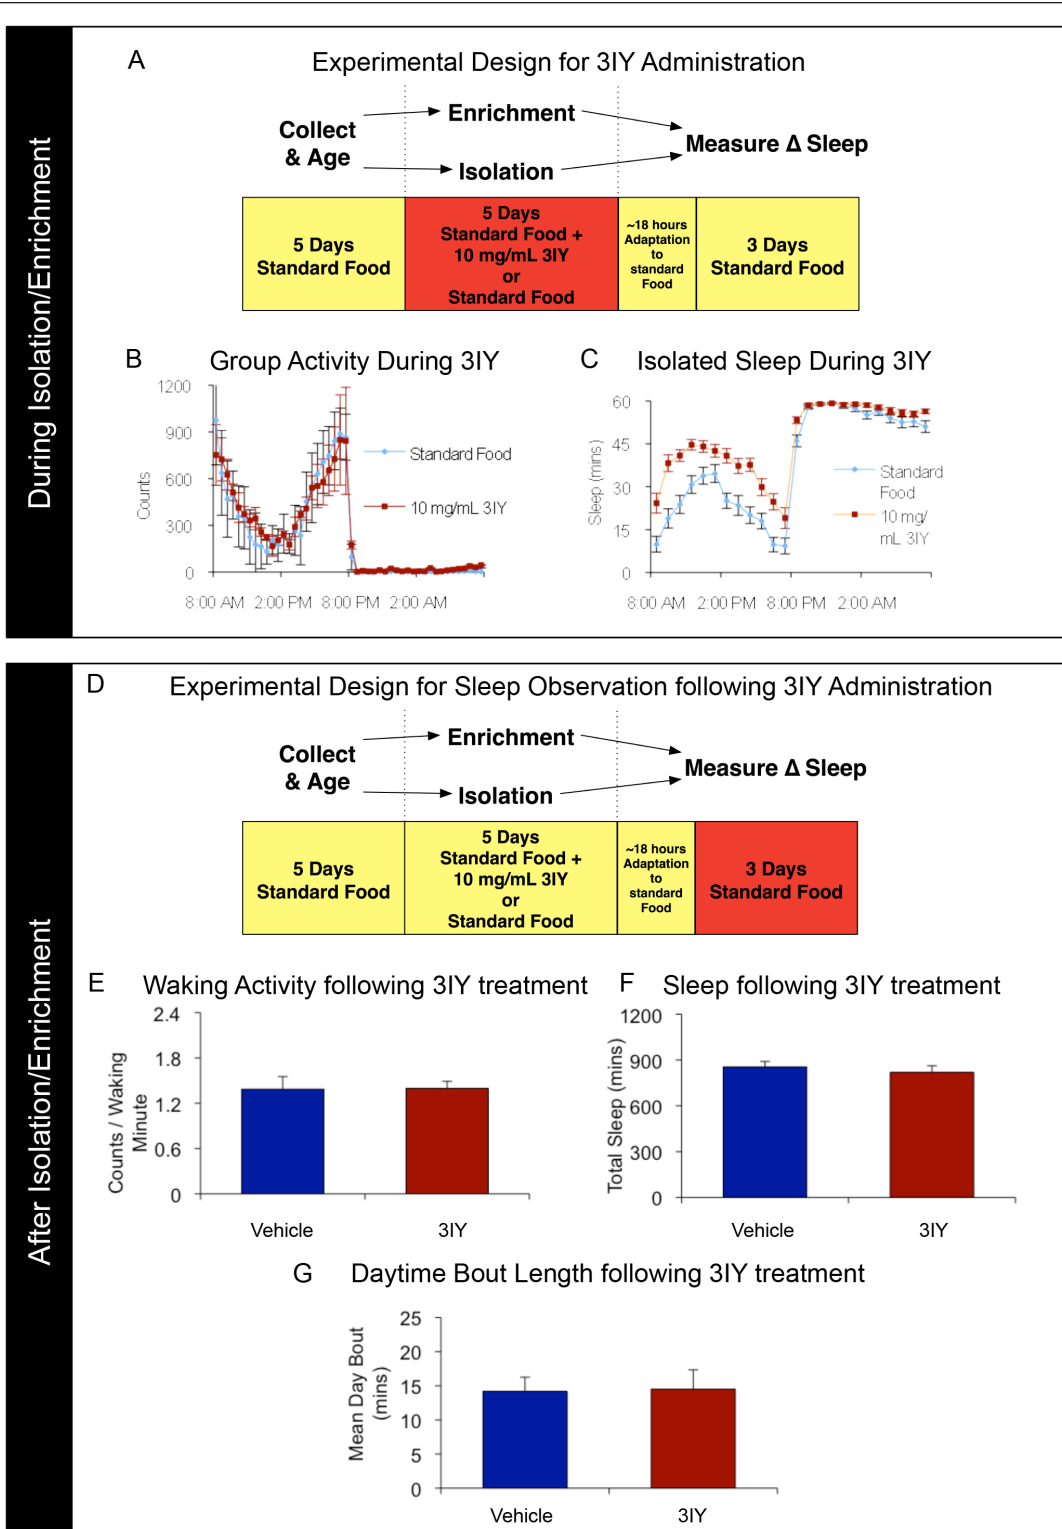 During Isolation/Enrichment
A
Experimental Design for 3IY Administration
Collect
& Age
Enrichment
Isolation
Measure Δ Sleep
5 Days
Standard Food
5 Days
Standard Food +
10 mg/mL 3IY
or
Standard Food
~18 hours
Adaptation
to
standard
Food
3 Days
Standard Food
B
Group Activity During 3IY
1200
900
600
300
0
Counts
Standard Food
10 mg/mL 3IY
8:00 AM 2:00 PM 8:00 PM 2:00 AM
C
Isolated Sleep During 3IY
60
45
30
15
0
Sleep (mins)
Standard
Food
10 mg/
mL 3IY
8:00 AM 2:00 PM 8:00 PM 2:00 AM
After Isolation/Enrichment
D
Experimental Design for Sleep Observation following 3IY Administration
Collect
& Age
Enrichment
Isolation
Measure Δ Sleep
5 Days
Standard Food
5 Days
Standard Food +
10 mg/mL 3IY
or
Standard Food
~18 hours
Adaptation
to
standard
Food
3 Days
Standard Food
E
Waking Activity following 3IY treatment
2.4
1.8
1.2
0.6
0
Counts / Waking
Minute
Vehicle 3IY
F
Sleep following 3IY treatment
1200
900
600
300
0
Total Sleep (mins)
Vehicle 3IY
G
Daytime Bout Length following 3IY treatment
25
20
15
10
5
0
Mean Day Bout
(mins)
Vehicle 3IY